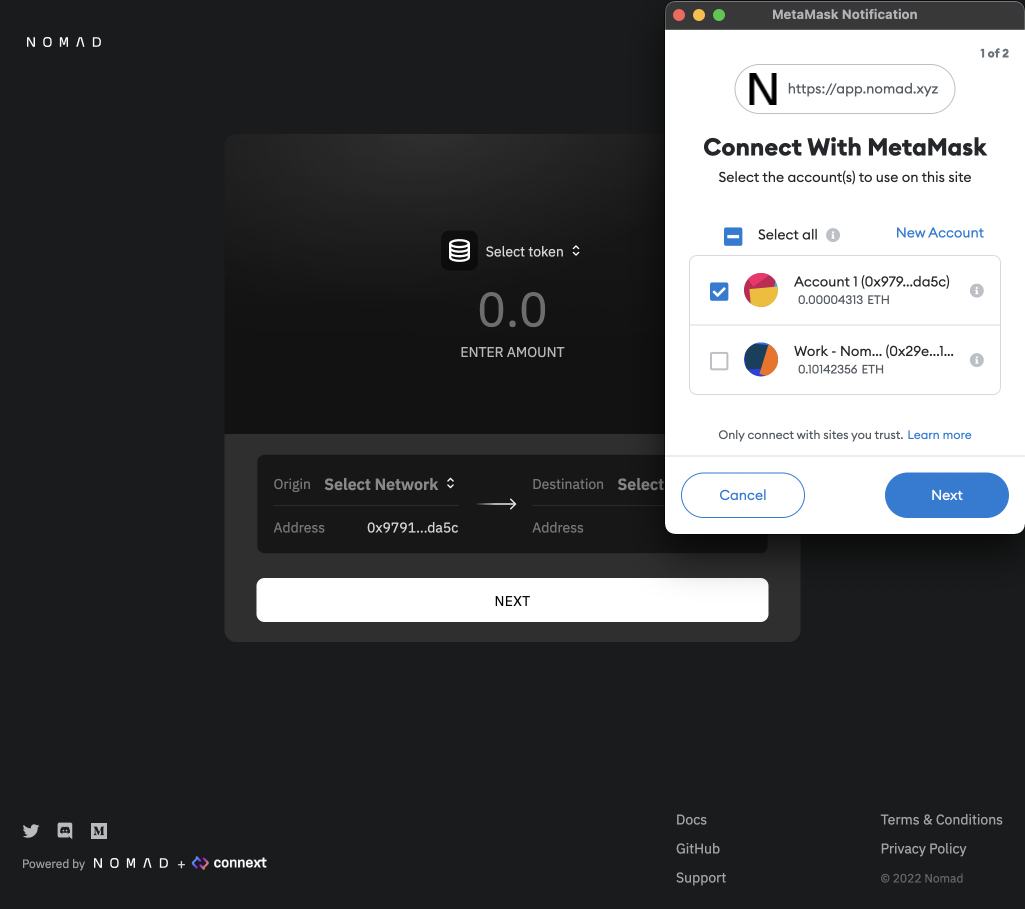 NOMAD
MetaMask Notification
1 of 2
N https://app.nomad.xyz
Connect With MetaMask
Select the account(s) to use on this site
Select all
New Account
Account 1 (0x979...da5c)
0.00004313 ETH
Work - Nom... (0x29e...1...
0.10142356 ETH
Only connect with sites you trust. Learn more
Cancel
Next
Select token
0.0
ENTER AMOUNT
Origin Select Network
Destination Select
Address 0x9791...da5c
Address
NEXT
Docs
GitHub
Support
Terms & Conditions
Privacy Policy
© 2022 Nomad
M
Powered by NOMAD + connext